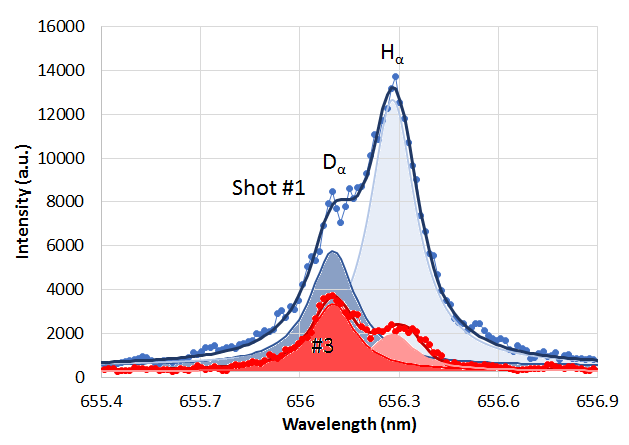 16000
14000
12000
10000
8000
6000
4000
2000
0
Intensity (a.u.)
Hα
Dα
Shot #1
#3
655.4 655.7 656 656.3 656.6 656.9
Wavelength (nm)